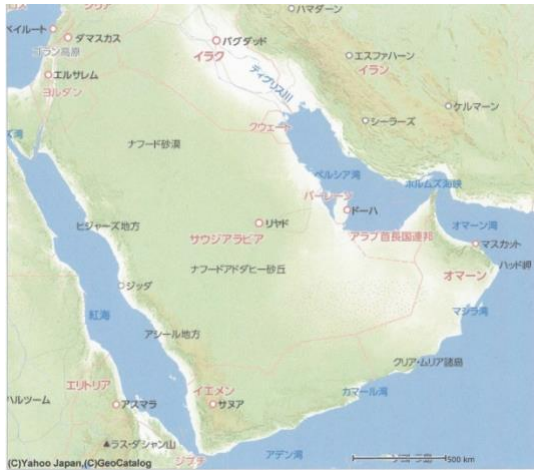 シリア
ハマダーン
ベイルート
ダマスカス
バグダッド
ゴラン高原
イラク
エスファハーン
イラン
エルサレム
ティグリス川
ヨルダン
ケルマーン
クウェート
シーラーズ
ナフード砂漠
ペルシア湾
ホルムズ海峡
バーレーン
ドーハ
ヒジャーズ地方
リヤド
オマーン湾
サウジアラビア
アラブ首長国連邦
マスカット
ハッド岬
ナフードアドダヒー砂丘
オマーン
ジッダ
マシラ湾
紅海
アシール地方
クリア・ムリア諸島
エリトリア
イエメン
カマール湾
ハルツーム
アスマラ
サヌア
ラス・ダシャン山
アデン湾
500 km
ジブチ
(C)Yahoo Japan,(C)GeoCatalog